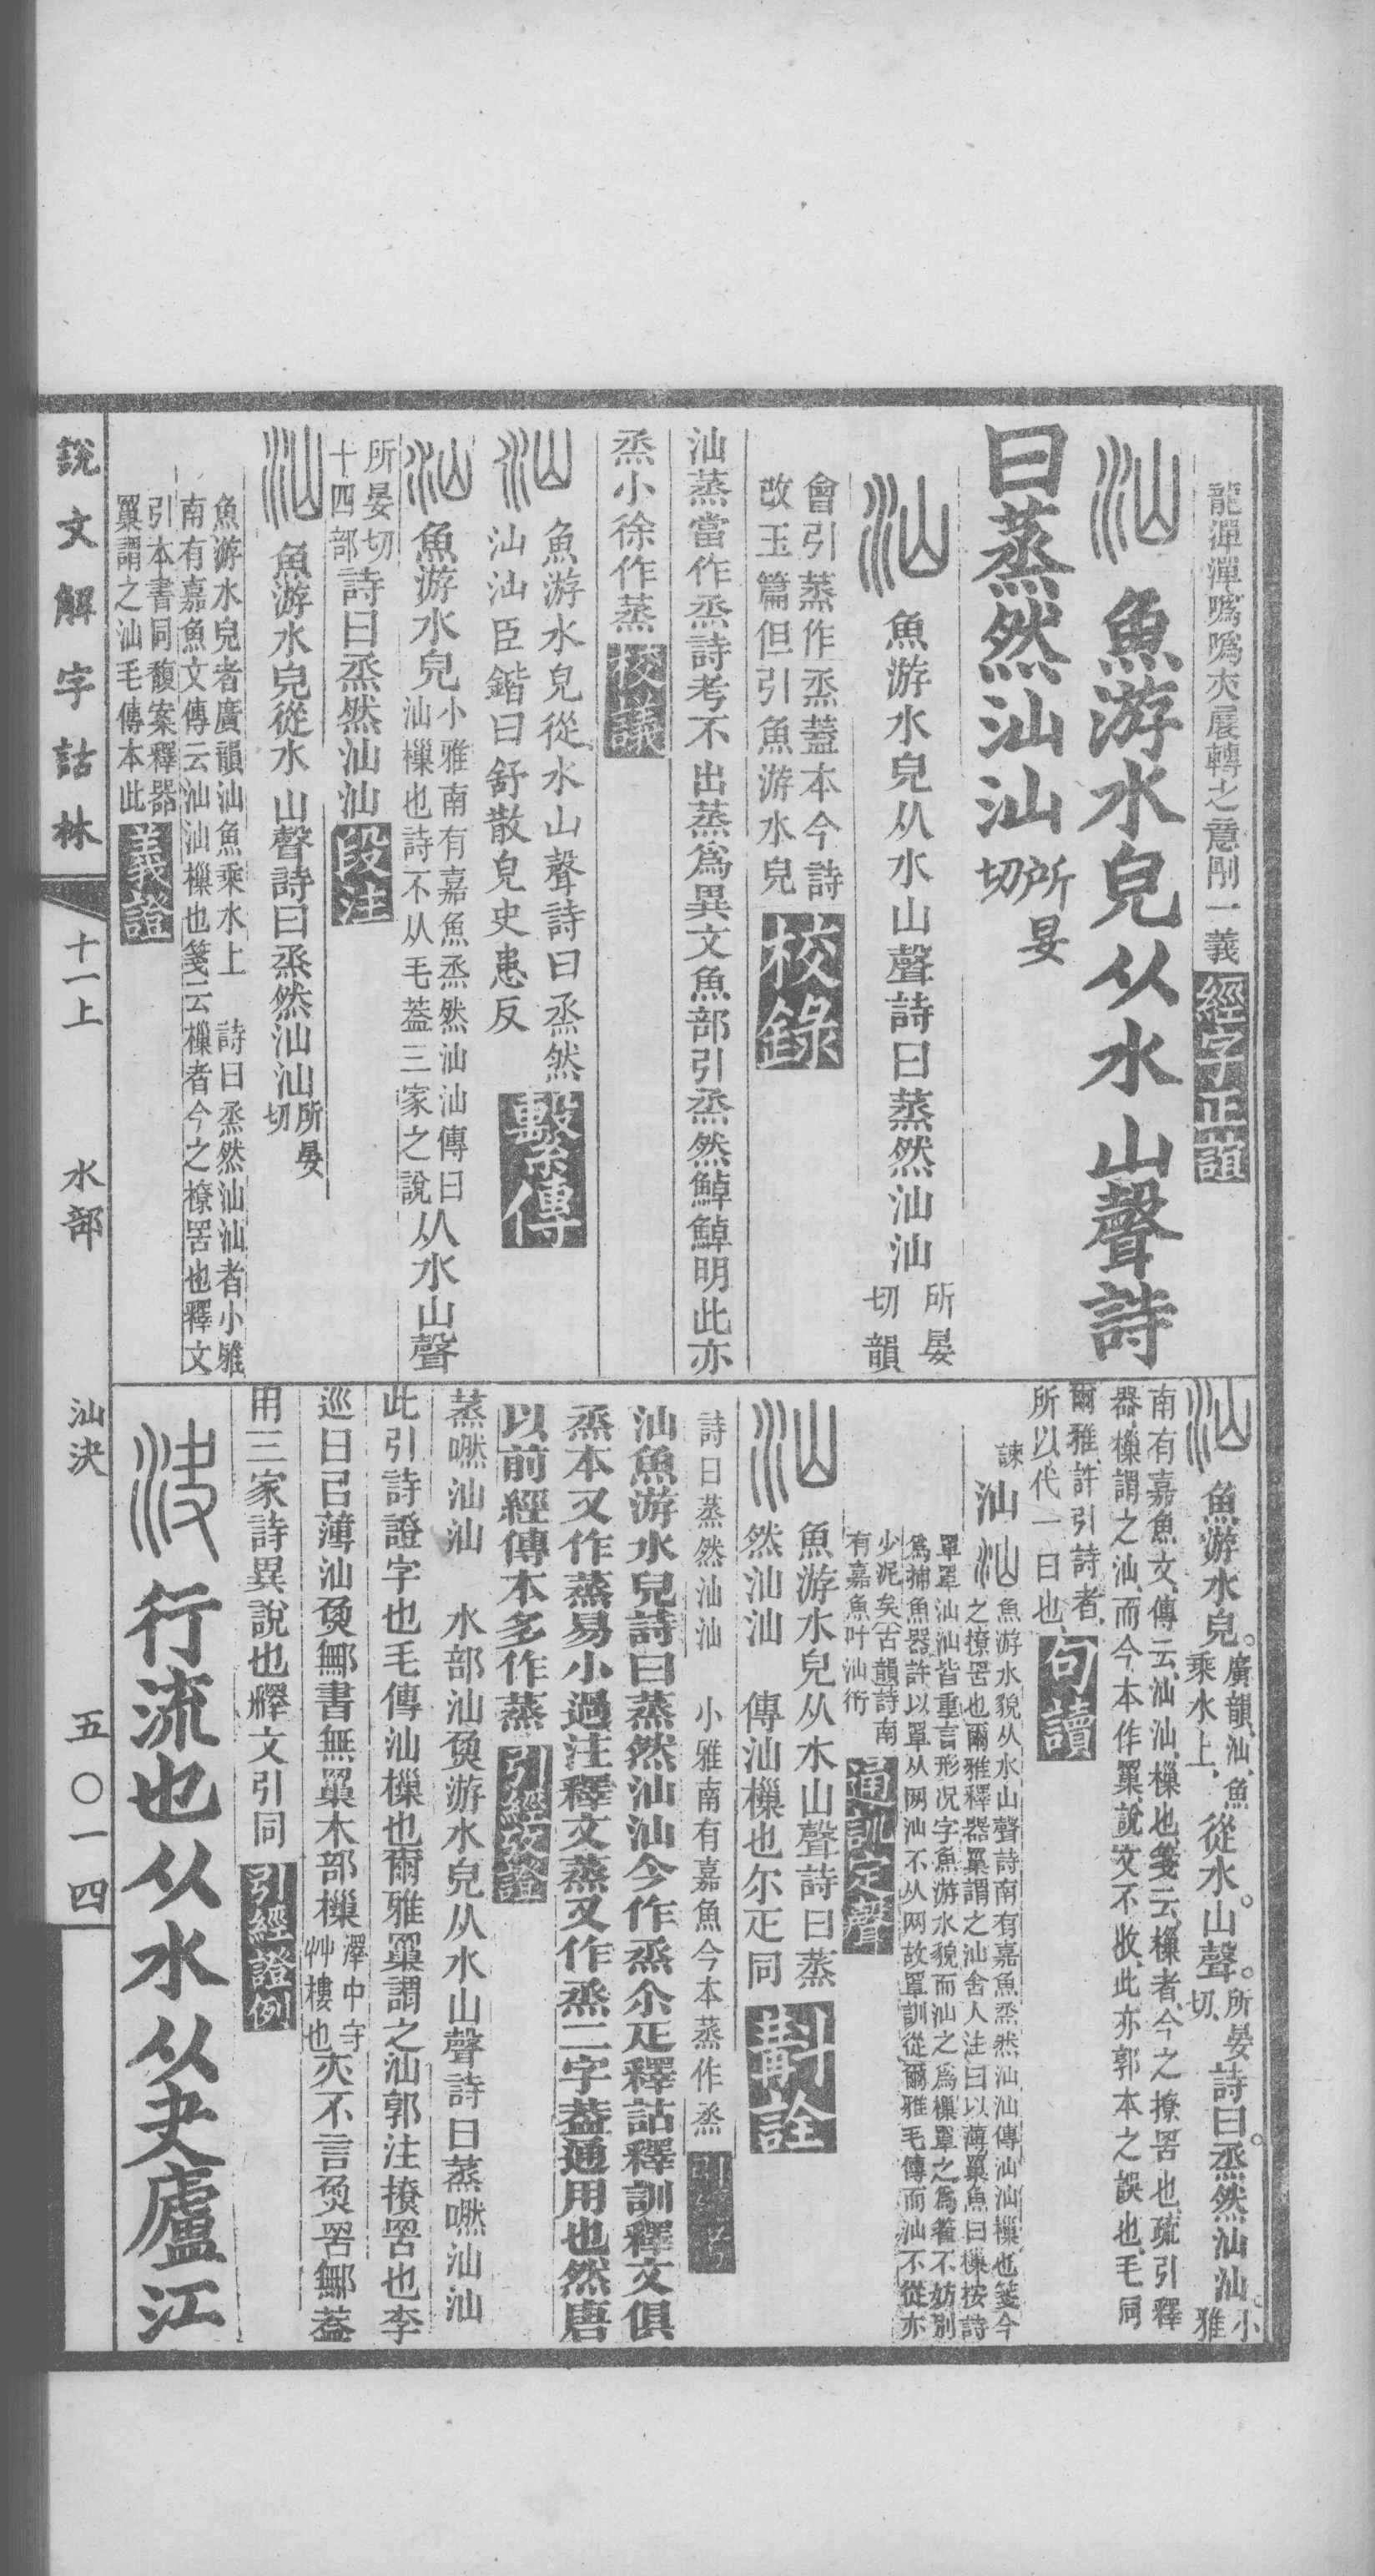 龍潬潬嘕嘕亦展轉之意剛一義 經字正誼
汕 魚游水皃从水山聲詩
曰蒸然汕汕 所晏切
汕 魚游水皃从水山聲詩曰蒸然汕汕 所晏切 韻
會引蒸作烝蓋本今詩
改玉篇但引魚游水皃 校錄
汕蒸當作烝詩考不出蒸爲異文魚部引烝然鯙鯙明此亦
烝小徐作蒸 校議
汕 魚游水皃從水山聲詩曰烝然
汕汕臣鍇曰舒散皃史患反 繫傳
汕 魚游水皃 小雅南有嘉魚烝然汕汕傳曰汕樔也詩不从毛蓋三家之說 从水山聲
所晏切十四部 詩曰烝然汕汕 段注
汕 魚游水皃從水山聲詩曰烝然汕汕 所晏切
魚游水皃者廣韻汕魚乘水上 詩曰烝然汕汕者小雅
南有嘉魚文傳云汕汕樔也箋云樔者今之撩罟也釋文
引本書同馥案釋器
罺謂之汕毛傳本此 義證
汕 魚游水皃。廣韻、汕、魚乘水上、從水。山聲。所晏切、詩曰。烝然汕汕。小雅
南有嘉魚文、傳云、汕汕、樔也、箋云、樔者、今之撩罟也、疏引釋
器、樔謂之汕、而今本作罺、說文不收、此亦郭本之誤也、毛同
爾雅、許引詩者、
所以代一曰也、 句讀
諫 汕 汕 魚游水貌从水山聲詩南有嘉魚烝然汕汕傳汕汕樔也箋今
之撩罟也爾雅釋器罺謂之汕舍人注曰以薄罺魚曰樔按詩
罩罩汕汕皆重言形況字魚游水貌而汕之爲樔罩之爲籗不妨別
爲捕魚器許以罩从网汕不从网故罩訓從爾雅毛傳而汕不從亦
少泥矣(古韻)詩南
有嘉魚叶汕衎 通訓定聲
汕 魚游水皃从水山聲詩曰蒸
然汕汕 傳汕樔也尔疋同 斠詮
詩曰蒸然汕汕 小雅南有嘉魚今本蒸作烝 引經考
汕魚游水皃詩曰蒸然汕汕今作烝尒疋釋詁釋訓釋文俱
烝本又作蒸易小過注釋文蒸又作烝二字葢通用也然唐
以前經傳本多作蒸 引經攷證
蒸嘫汕汕 水部汕𤋳游水皃从水山聲詩曰蒸嘫汕汕
此引詩證字也毛傳汕樔也爾雅罺謂之汕郭注撩罟也李
巡曰吕薄汕𤋳鄦書無罺木部樔 澤中守艸樓也 亦不言𤋳罟鄦葢
用三家詩異說也釋文引同 引經證例
決 行流也从水从夬廬江
說文解字詁林
十一上
水部
汕決
五〇一四